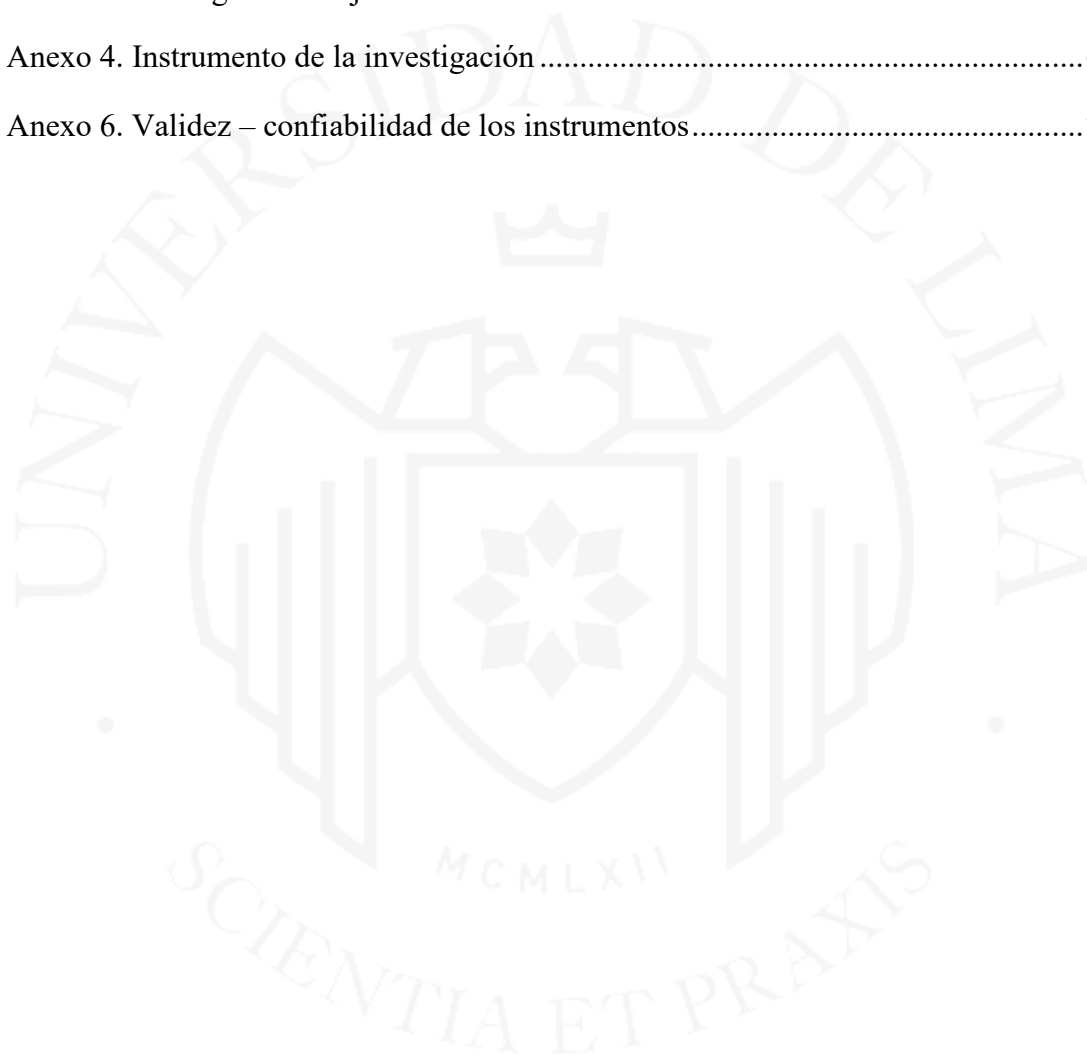 Anexo 4. Instrumento de la investigación ....................................................................
Anexo 6. Validez – confiabilidad de los instrumentos.................................................
UNIVERSIDAD DE LIMA
MCMLXII
SCIENTIA ET PRAXIS